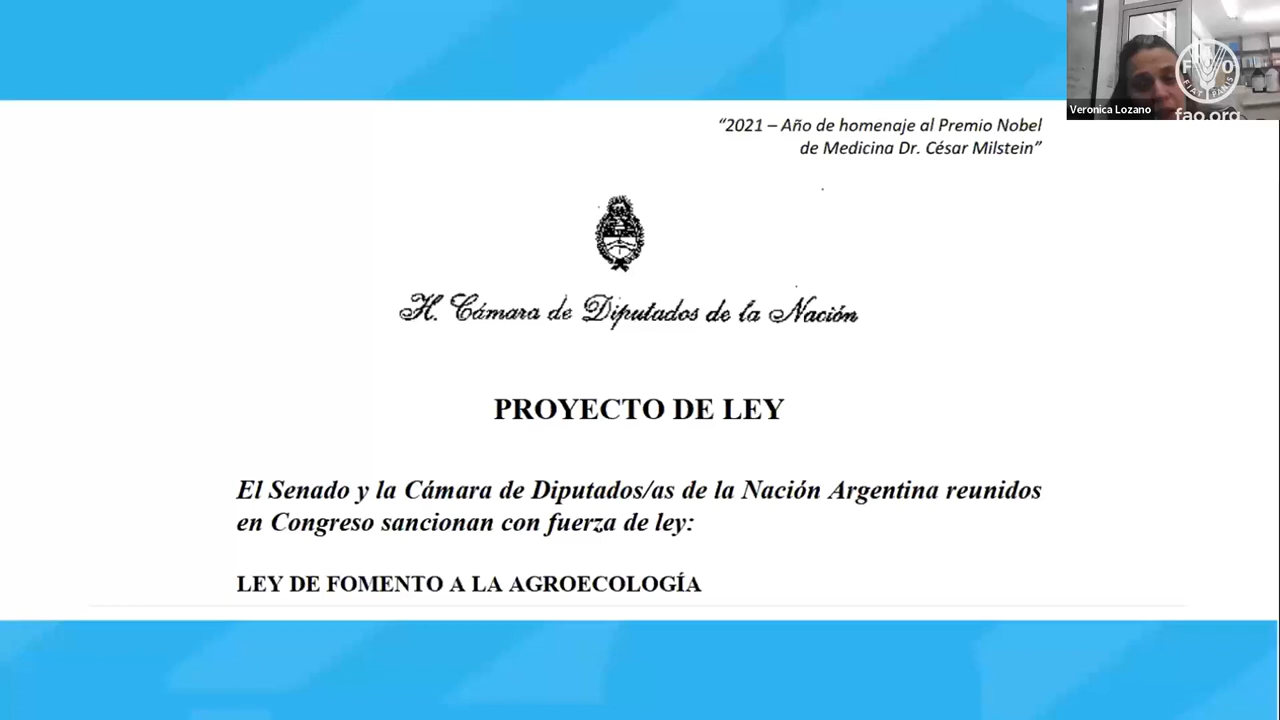 “2021 – Año de homenaje al Premio Nobel
de Medicina Dr. César Milstein”
H. Cámara de Diputados de la Nación
PROYECTO DE LEY
El Senado y la Cámara de Diputados/as de la Nación Argentina reunidos
en Congreso sancionan con fuerza de ley:
LEY DE FOMENTO A LA AGROECOLOGÍA
F A O
FIAT PANIS
Veronica Lozano
fao.org